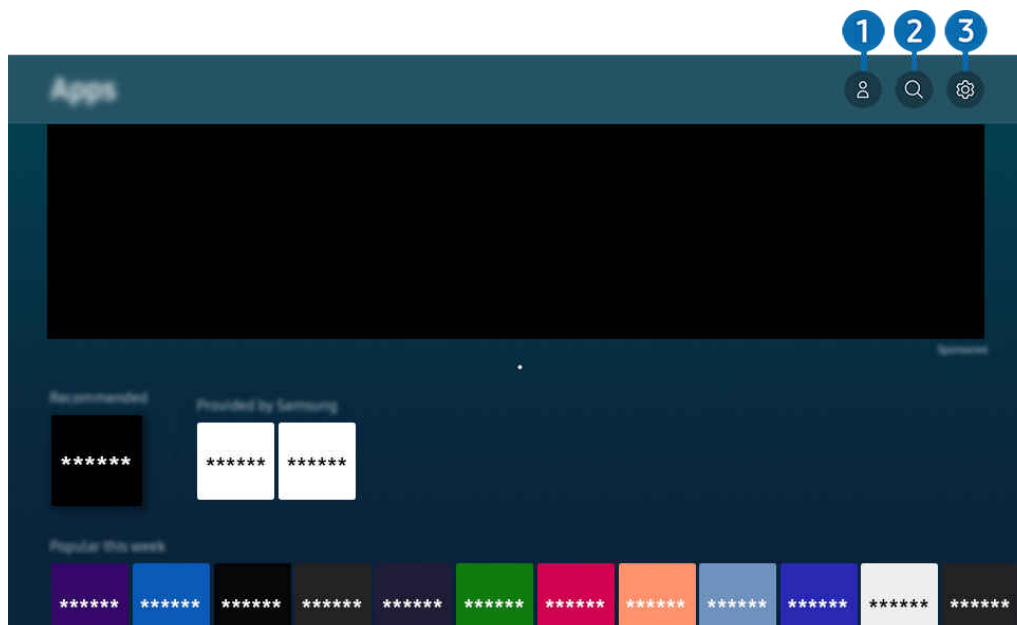 1 2 3
Apps
Sponsored
Recommended
Provided by Samsung
****** ****** ******
Popular this week
****** ****** ****** ****** ****** ****** ****** ****** ****** ****** ****** ******